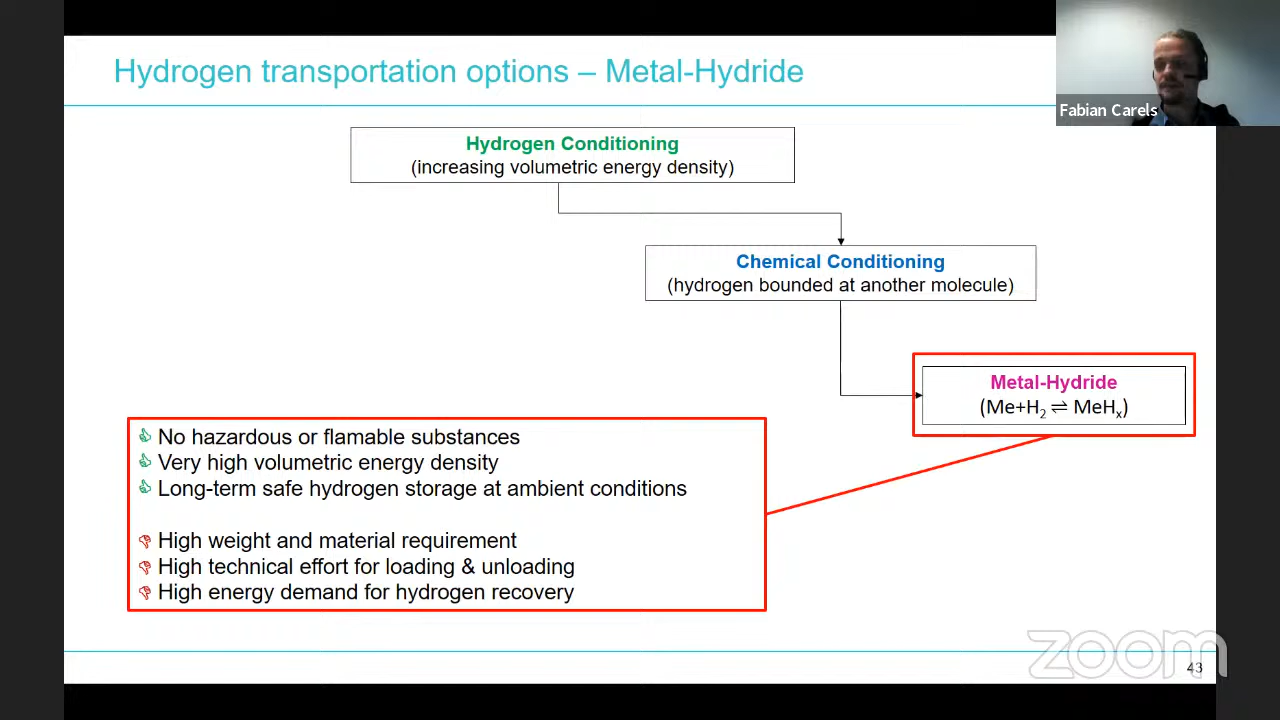 Hydrogen transportation options – Metal-Hydride
Fabian Carels
Hydrogen Conditioning
(increasing volumetric energy density)
Chemical Conditioning
(hydrogen bounded at another molecule)
Metal-Hydride
(Me+H₂ ⇌ MeHₓ)
No hazardous or flamable substances
Very high volumetric energy density
Long-term safe hydrogen storage at ambient conditions
High weight and material requirement
High technical effort for loading & unloading
High energy demand for hydrogen recovery
zoom
43